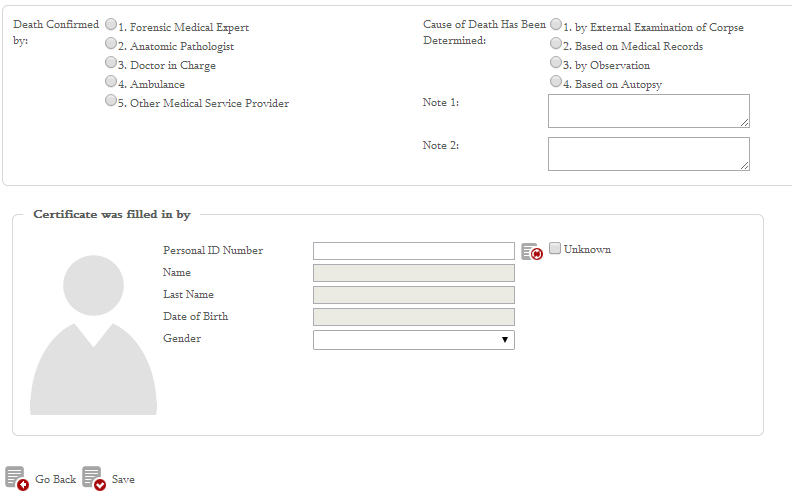 Death Confirmed by:
1. Forensic Medical Expert
2. Anatomic Pathologist
3. Doctor in Charge
4. Ambulance
5. Other Medical Service Provider
Cause of Death Has Been Determined:
1. by External Examination of Corpse
2. Based on Medical Records
3. by Observation
4. Based on Autopsy
Note 1:
Note 2:
Certificate was filled in by
Personal ID Number
Unknown
Name
Last Name
Date of Birth
Gender
Go Back
Save